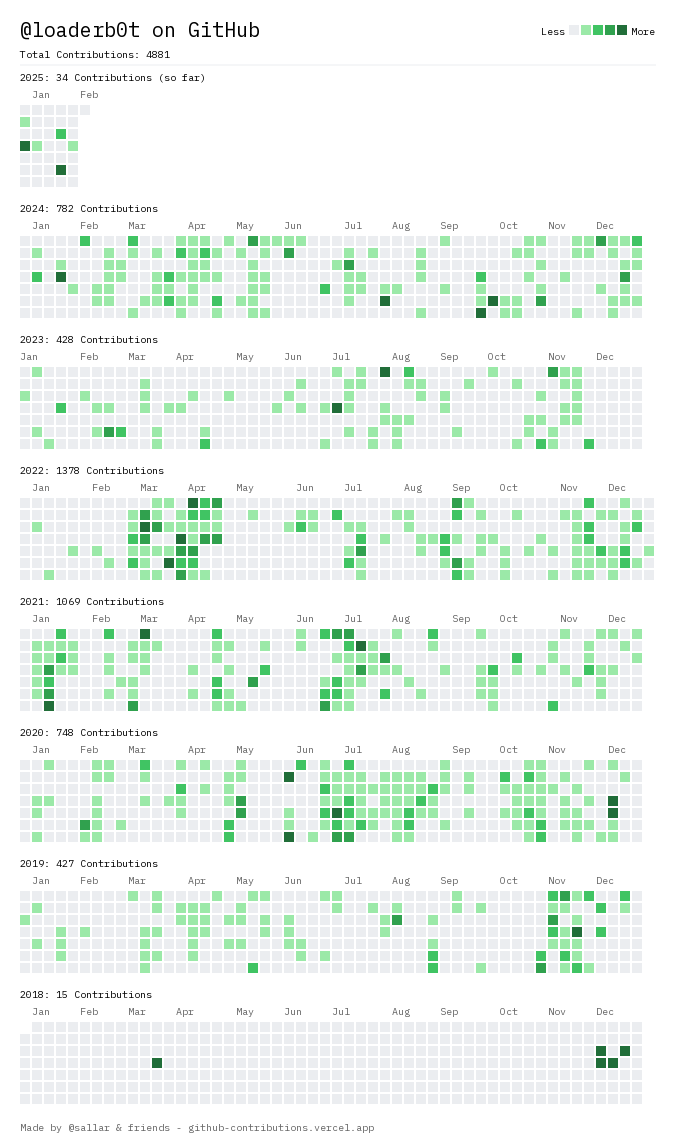 @loaderb0t on GitHub
Less More
Total Contributions: 4881
2025: 34 Contributions (so far)
Jan Feb
2024: 782 Contributions
Jan Feb Mar Apr May Jun Jul Aug Sep Oct Nov Dec
2023: 428 Contributions
Jan Feb Mar Apr May Jun Jul Aug Sep Oct Nov Dec
2022: 1378 Contributions
Jan Feb Mar Apr May Jun Jul Aug Sep Oct Nov Dec
2021: 1069 Contributions
Jan Feb Mar Apr May Jun Jul Aug Sep Oct Nov Dec
2020: 748 Contributions
Jan Feb Mar Apr May Jun Jul Aug Sep Oct Nov Dec
2019: 427 Contributions
Jan Feb Mar Apr May Jun Jul Aug Sep Oct Nov Dec
2018: 15 Contributions
Jan Feb Mar Apr May Jun Jul Aug Sep Oct Nov Dec
Made by @sallar & friends - github-contributions.vercel.app